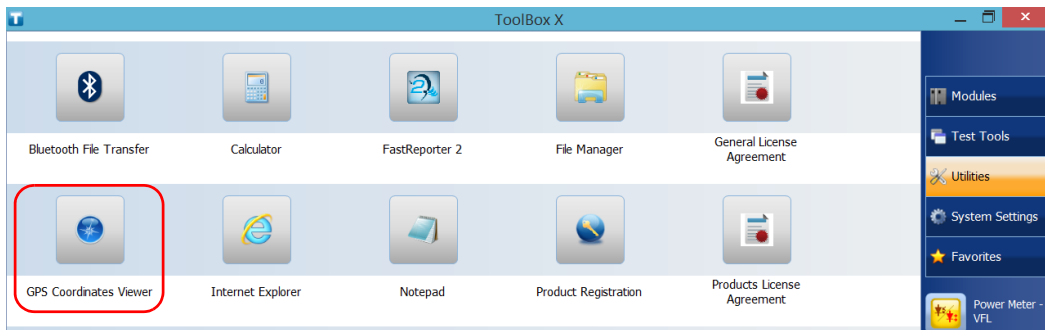 T
ToolBox X
Bluetooth File Transfer
Calculator
FastReporter 2
File Manager
General License
Agreement
GPS Coordinates Viewer
Internet Explorer
Notepad
Product Registration
Products License
Agreement
Modules
Test Tools
Utilities
System Settings
Favorites
Power Meter -
VFL